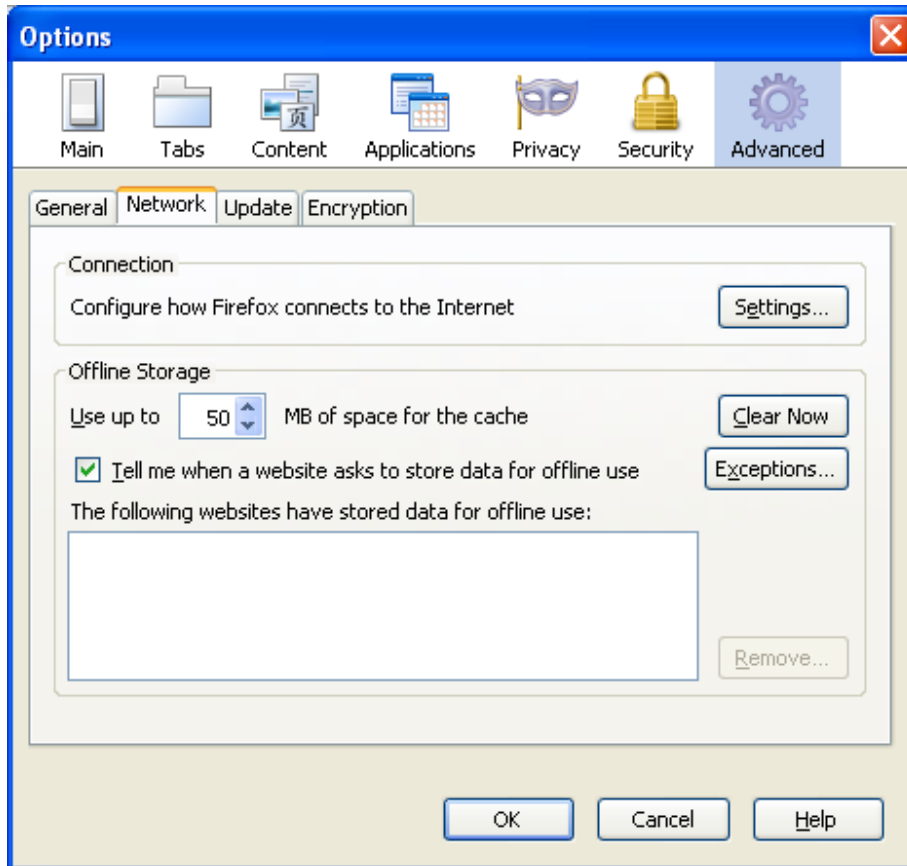 Options
页
Main Tabs Content Applications Privacy Security Advanced
General Network Update Encryption
Connection
Configure how Firefox connects to the Internet Settings...
Offline Storage
Use up to 50 MB of space for the cache Clear Now
Tell me when a website asks to store data for offline use Exceptions...
The following websites have stored data for offline use:
Remove...
OK Cancel Help